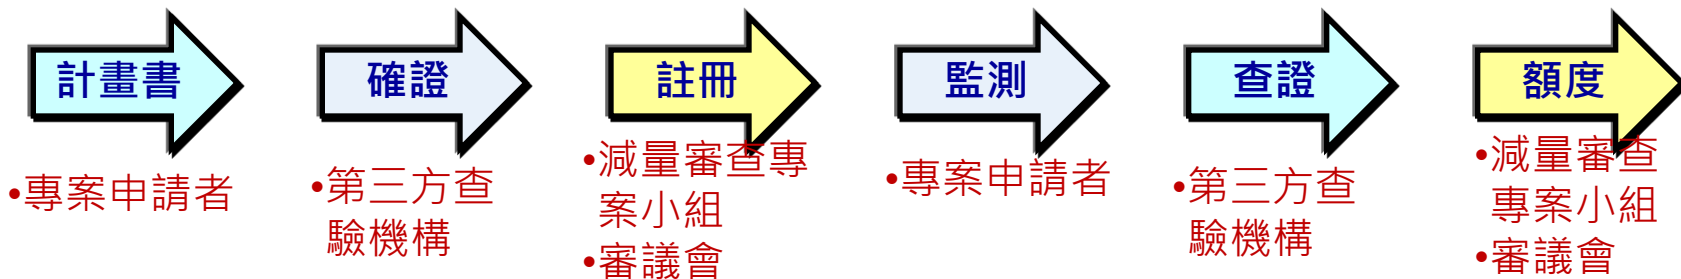 計畫書
確證
註冊
監測
查證
額度
•專案申請者
•第三方查
驗機構
•減量審查專
案小組
•審議會
•專案申請者
•第三方查
驗機構
•減量審查
專案小組
•審議會